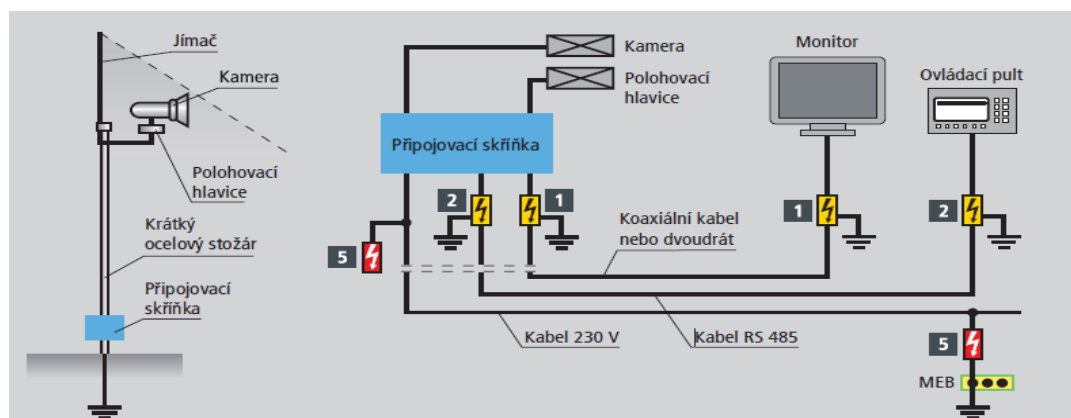 Jímač
Kamera
Polohovací
hlavice
Krátký
ocelový stožár
Připojovací
skříňka
Kamera
Polohovací
hlavice
Monitor
Ovládací pult
Připojovací skříňka
2
1
1
2
5
Koaxiální kabel
nebo dvoudrát
Kabel 230 V
Kabel RS 485
5
MEB